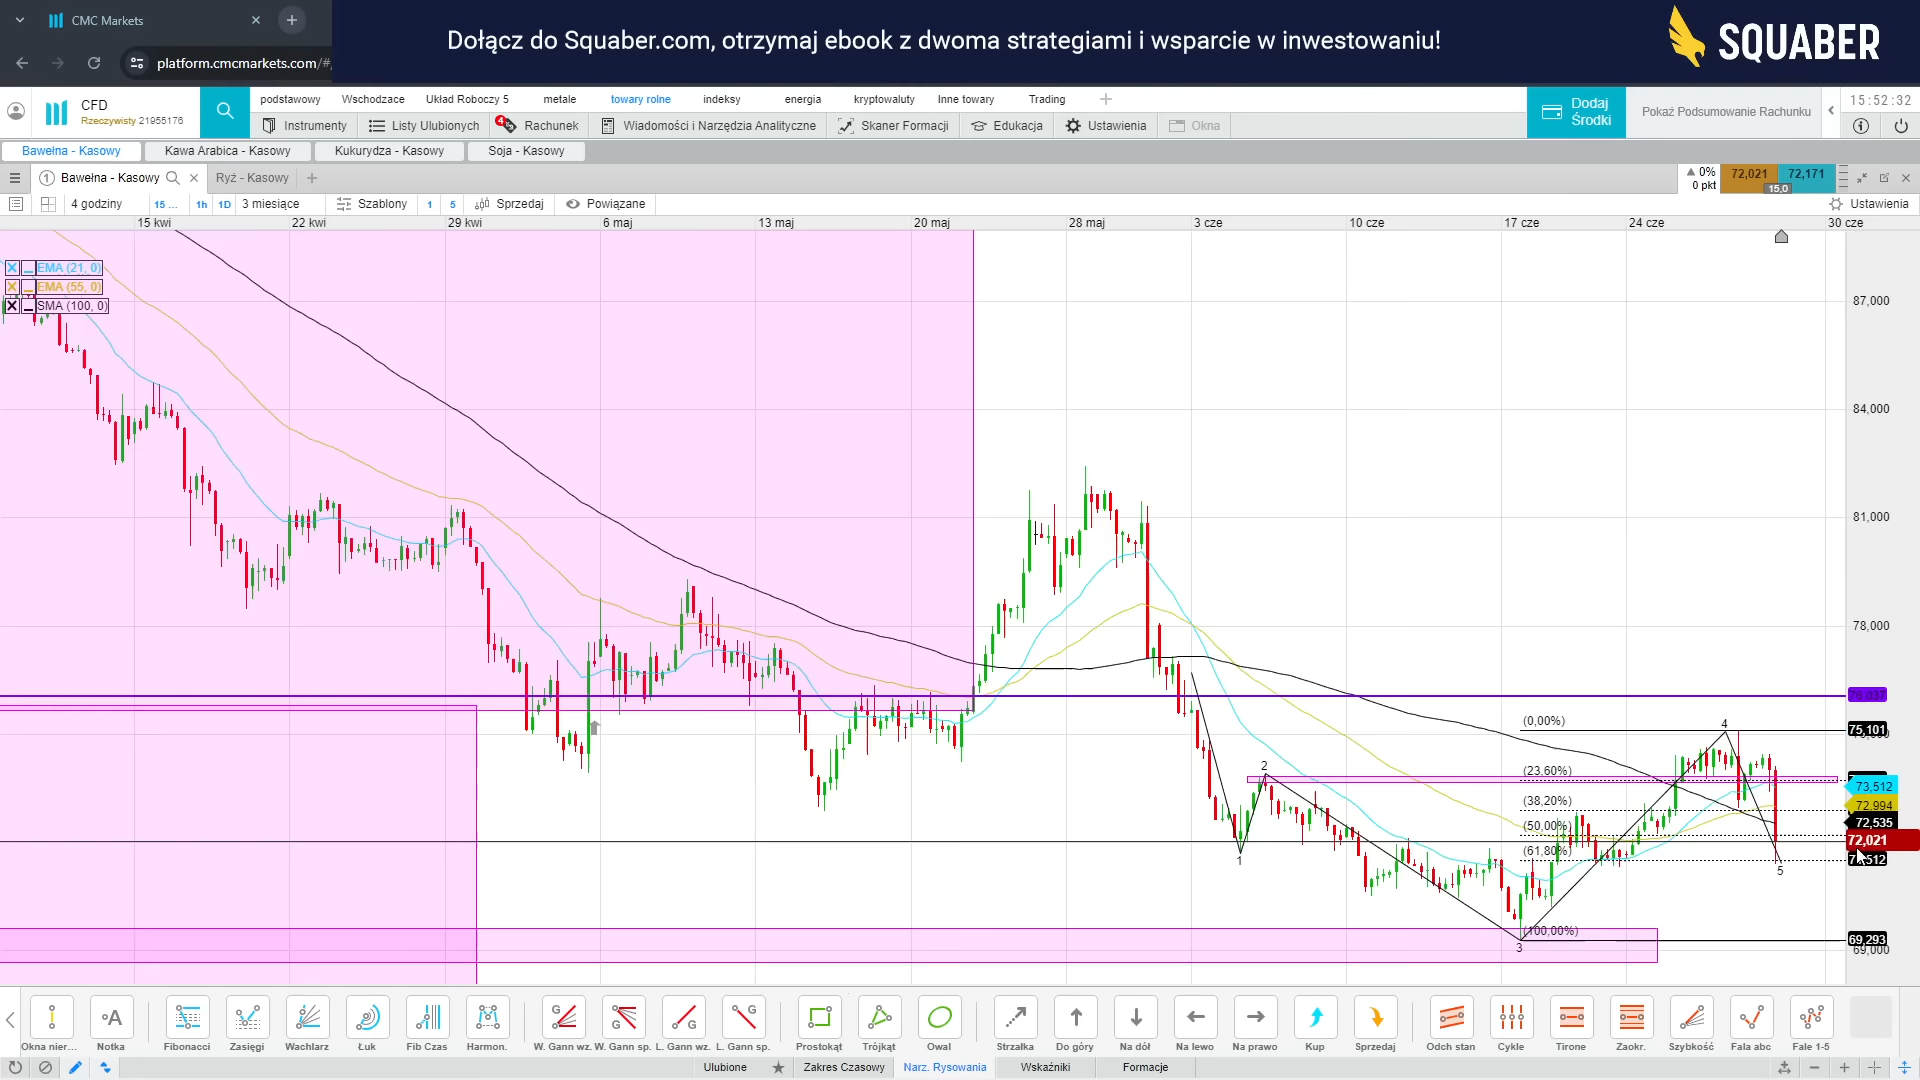 CMC Markets
platform.cmcmarkets.com/#
Dołącz do Squaber.com, otrzymaj ebook z dwoma strategiami i wsparcie w inwestowaniu!
SQUABER
CFD
Rzeczywisty 21955176
podstawowy Wschodzace Układ Roboczy 5 metale towary rolne indeksy energia kryptowaluty Inne towary Trading
Dodaj Środki
Pokaż Podsumowanie Rachunku
15:52:32
Instrumenty Listy Ulubionych 4 Rachunek Wiadomości i Narzędzia Analityczne Skaner Formacji Edukacja Ustawienia Okna
Bawełna - Kasowy Kawa Arabica - Kasowy Kukurydza - Kasowy Soja - Kasowy
1 Bawełna - Kasowy Ryż - Kasowy
0% 0 pkt 72,021 72,171 15,0
4 godziny 15 ... 1h 1D 3 miesiące Szablony 1 5 Sprzedaj Powiązane Ustawienia
15 kwi 22 kwi 29 kwi 6 maj 13 maj 20 maj 28 maj 3 cze 10 cze 17 cze 24 cze 30 cze
EMA (21, 0)
EMA (55, 0)
SMA (100, 0)
87,000
84,000
81,000
78,000
76,037
(0,00%)
4
75,101
2
(23,60%)
73,512
(38,20%)
72,994
(50,00%)
72,535
72,021
(61,80%)
1
5
(100,00%)
3
69,293
69,000
Okna nier... Notka Fibonacci Zasięgi Wachlarz Łuk Fib Czas Harmon. W. Gann wz. W. Gann sp. L. Gann wz. L. Gann sp. Prostokąt Trójkąt Owal Strzałka Do góry Na dół Na lewo Na prawo Kup Sprzedaj Odch stan Cykle Tirone Zaokr. Szybkość Fala abc Fale 1-5
Ulubione Zakres Czasowy Narz. Rysowania Wskaźniki Formacje